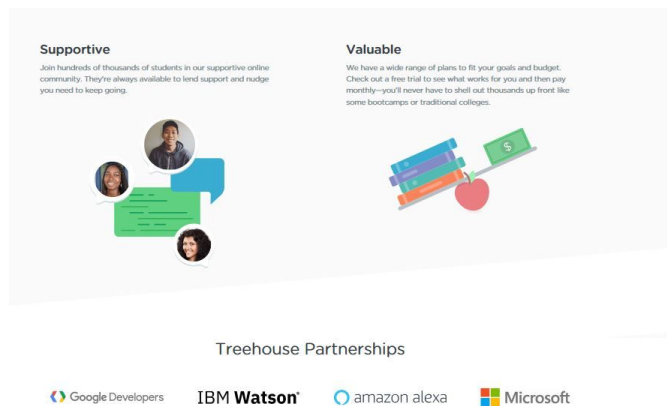 Supportive
Join hundreds of thousands of students in our supportive online
community. They're always available to lend support and nudge
you need to keep going.
Valuable
We have a wide range of plans to fit your goals and budget.
Check out a free trial to see what works for you and then pay
monthly—you'll never have to shell out thousands up front like
some bootcamps or traditional colleges.
$
Treehouse Partnerships
Google Developers
IBM Watson
amazon alexa
Microsoft